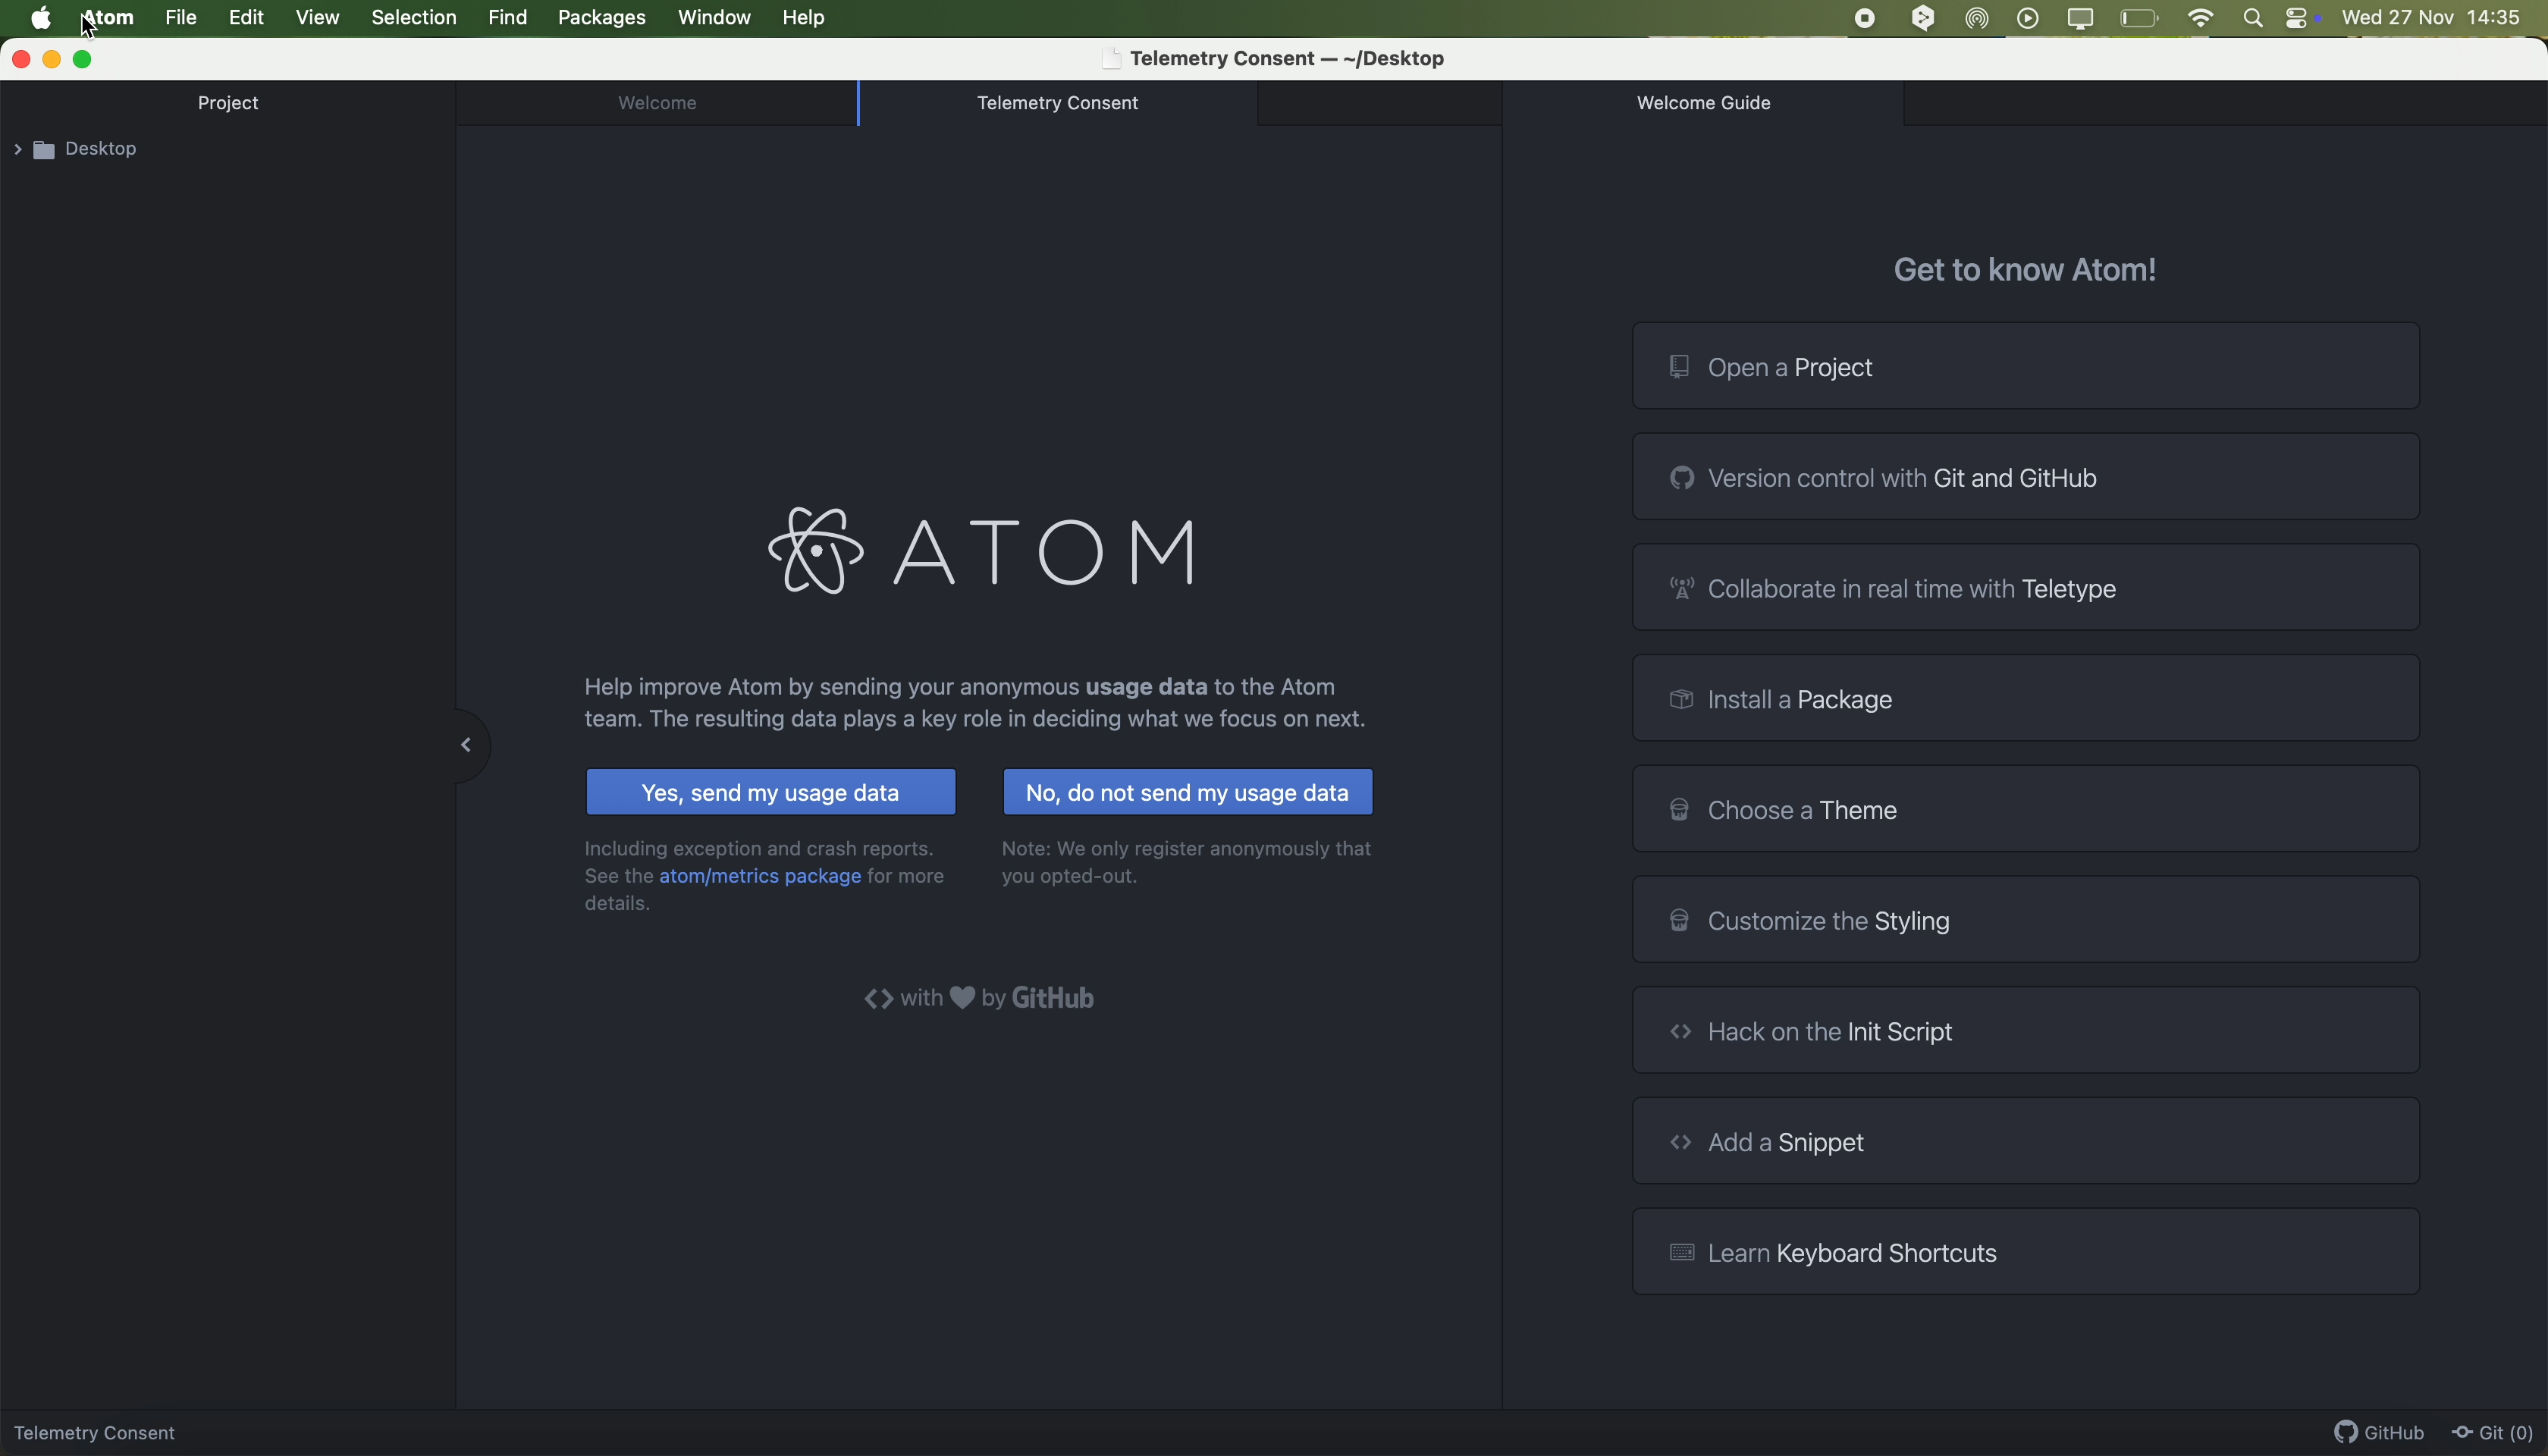 Atom File Edit View Selection Find Packages Window Help Wed 27 Nov 14:35
Telemetry Consent — ~/Desktop
Project Welcome Telemetry Consent Welcome Guide
Desktop
ATOM
Help improve Atom by sending your anonymous usage data to the Atom
team. The resulting data plays a key role in deciding what we focus on next.
Yes, send my usage data
Including exception and crash reports.
See the atom/metrics package for more
details.
No, do not send my usage data
Note: We only register anonymously that
you opted-out.
<> with by GitHub
Get to know Atom!
Open a Project
Version control with Git and GitHub
Collaborate in real time with Teletype
Install a Package
Choose a Theme
Customize the Styling
Hack on the Init Script
Add a Snippet
Learn Keyboard Shortcuts
Telemetry Consent GitHub Git (0)